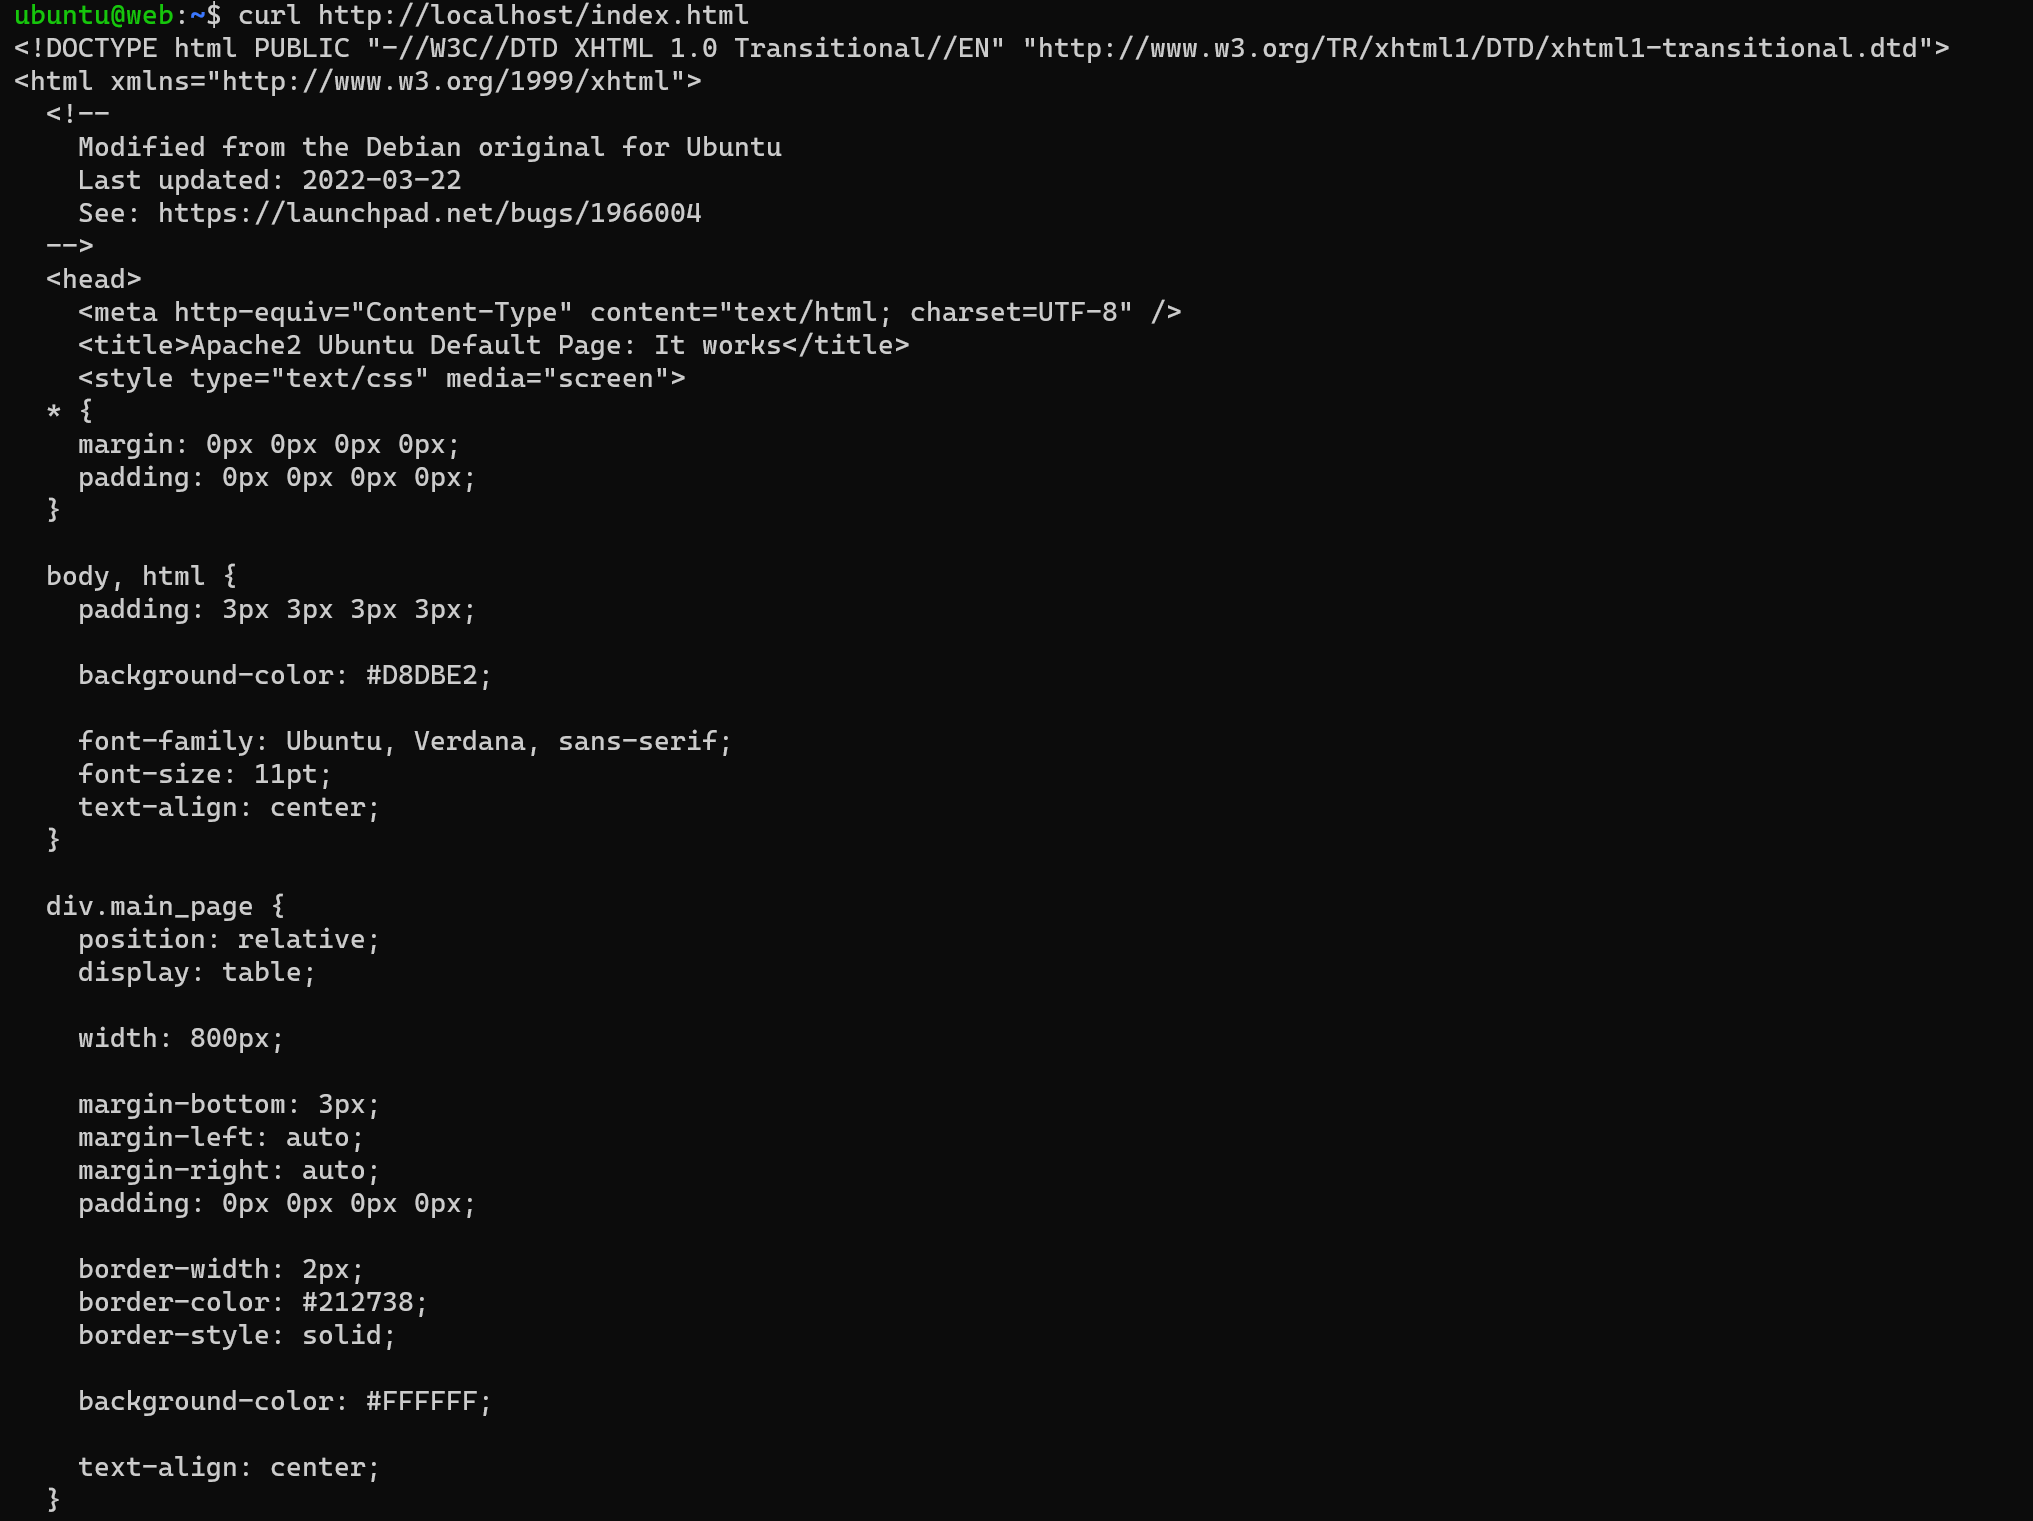 ubuntu@web:~$ curl http://localhost/index.html
<!DOCTYPE html PUBLIC "-//W3C//DTD XHTML 1.0 Transitional//EN" "http://www.w3.org/TR/xhtml1/DTD/xhtml1-transitional.dtd">
<html xmlns="http://www.w3.org/1999/xhtml">
  <!--
    Modified from the Debian original for Ubuntu
    Last updated: 2022-03-22
    See: https://launchpad.net/bugs/1966004
  -->
  <head>
    <meta http-equiv="Content-Type" content="text/html; charset=UTF-8" />
    <title>Apache2 Ubuntu Default Page: It works</title>
    <style type="text/css" media="screen">
  * {
    margin: 0px 0px 0px 0px;
    padding: 0px 0px 0px 0px;
  }

  body, html {
    padding: 3px 3px 3px 3px;

    background-color: #D8DBE2;

    font-family: Ubuntu, Verdana, sans-serif;
    font-size: 11pt;
    text-align: center;
  }

  div.main_page {
    position: relative;
    display: table;

    width: 800px;

    margin-bottom: 3px;
    margin-left: auto;
    margin-right: auto;
    padding: 0px 0px 0px 0px;

    border-width: 2px;
    border-color: #212738;
    border-style: solid;

    background-color: #FFFFFF;

    text-align: center;
  }